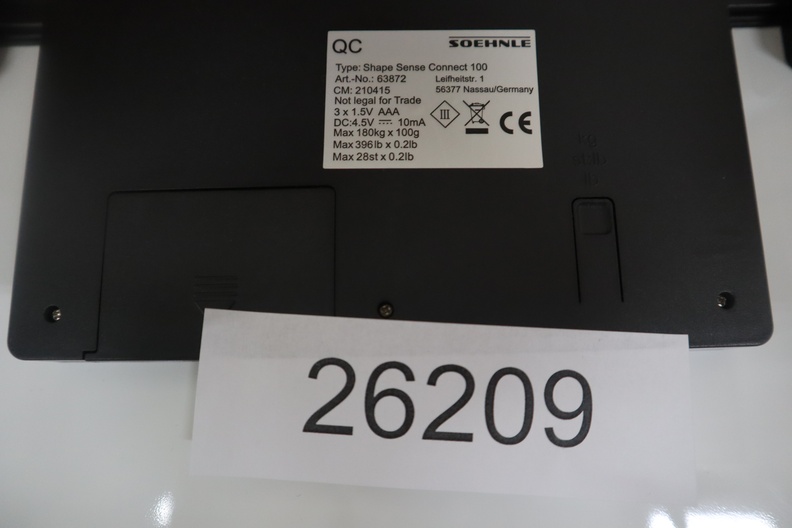 QC SOEHNLE
Type: Shape Sense Connect 100
Art.-No.: 63872 Leifheitstr. 1
CM: 210415 56377 Nassau/Germany
Not legal for Trade
3 x 1.5V AAA
DC:4.5V ⎓ 10mA
Max 180kg x 100g
Max 396lb x 0.2lb
Max 28st x 0.2lb
III
CE
26209